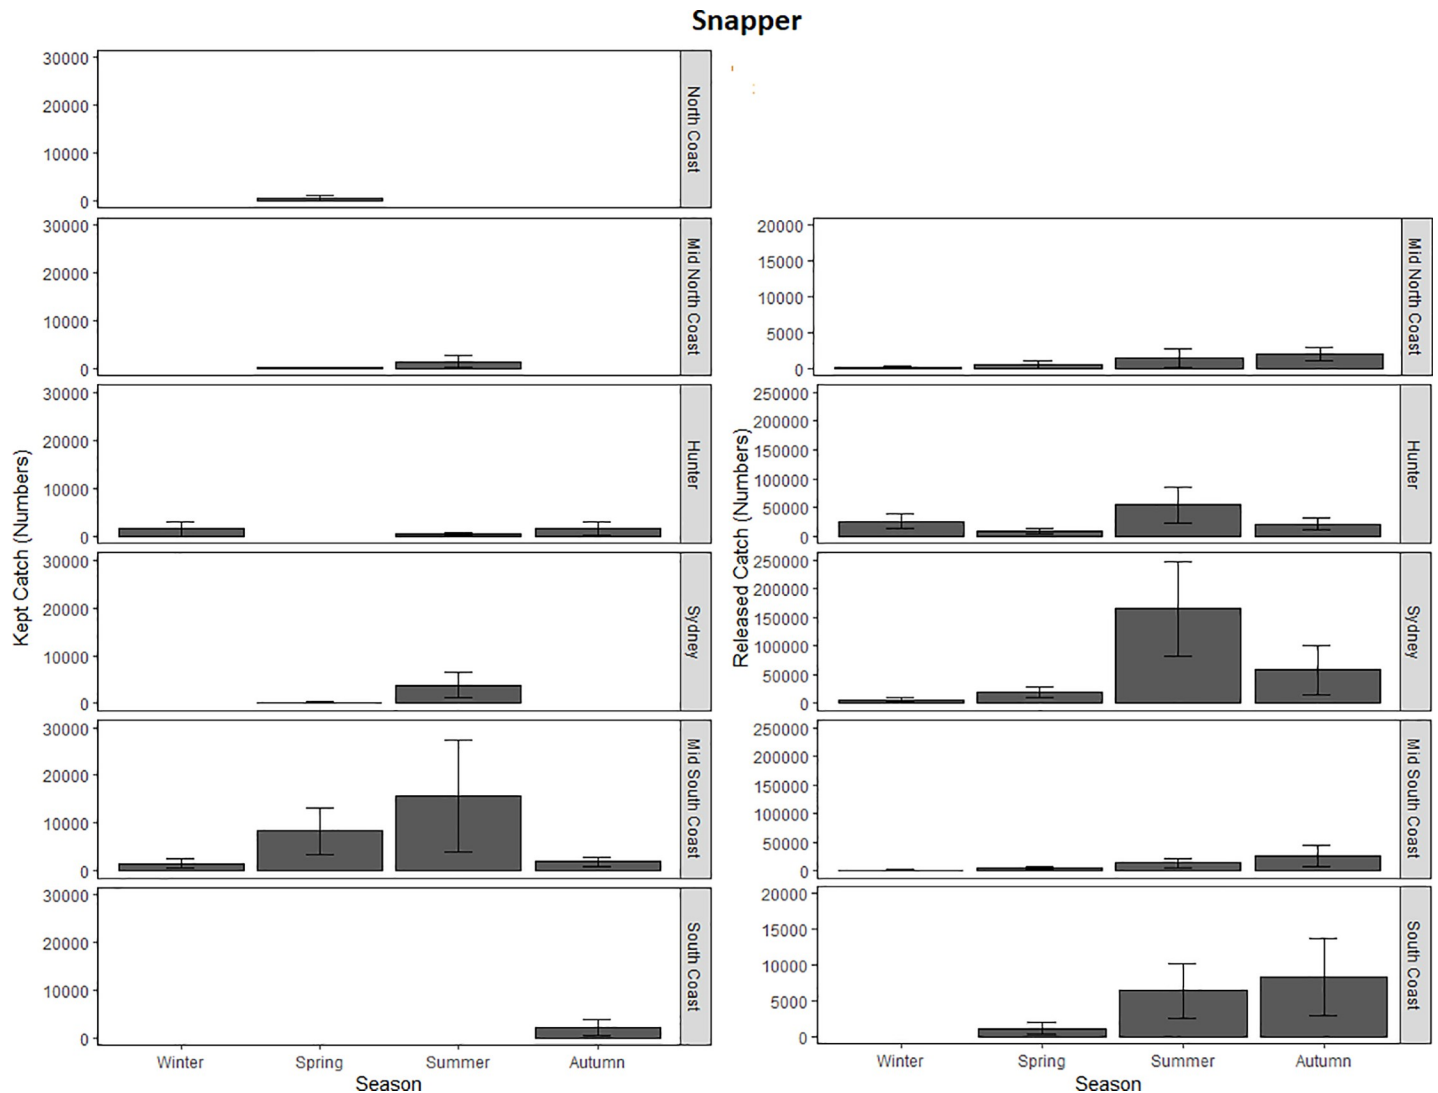 Snapper
Kept Catch (Numbers)
30000
20000
10000
0
North Coast
30000
20000
10000
0
Mid North Coast
30000
20000
10000
0
Hunter
30000
20000
10000
0
Sydney
30000
20000
10000
0
Mid South Coast
30000
20000
10000
0
South Coast
Winter Spring Summer Autumn
Season
Released Catch (Numbers)
20000
15000
10000
5000
0
Mid North Coast
250000
200000
150000
100000
50000
0
Hunter
250000
200000
150000
100000
50000
0
Sydney
250000
200000
150000
100000
50000
0
Mid South Coast
20000
15000
10000
5000
0
South Coast
Winter Spring Summer Autumn
Season